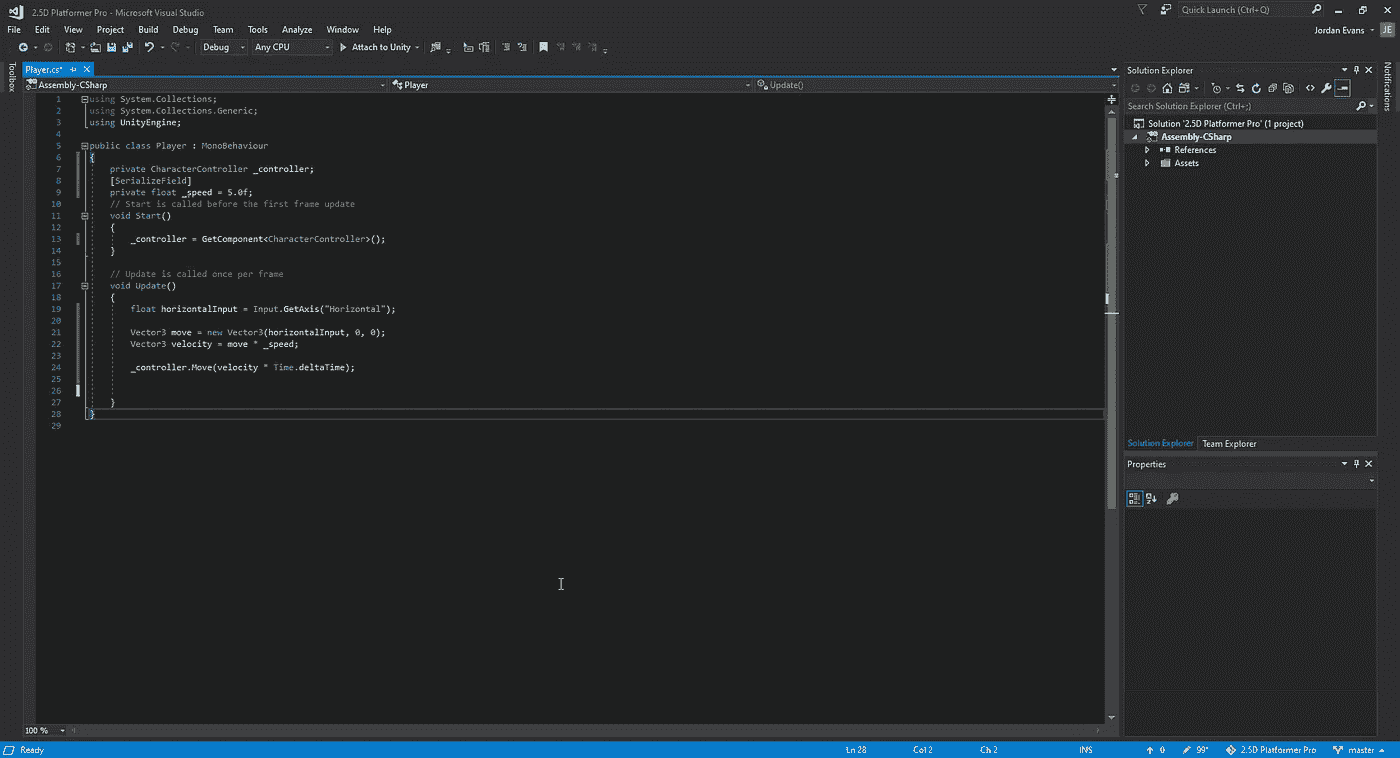 2.5D Platformer Pro - Microsoft Visual Studio
Quick Launch (Ctrl+Q)
File Edit View Project Build Debug Team Tools Analyze Window Help
Jordan Evans JE
Debug Any CPU Attach to Unity
Toolbox
Player.cs*
Assembly-CSharp Player Update()
1 using System.Collections;
2 using System.Collections.Generic;
3 using UnityEngine;
4
5 public class Player : MonoBehaviour
6 {
7 private CharacterController _controller;
8 [SerializeField]
9 private float _speed = 5.0f;
10 // Start is called before the first frame update
11 void Start()
12 {
13 _controller = GetComponent<CharacterController>();
14 }
15
16 // Update is called once per frame
17 void Update()
18 {
19 float horizontalInput = Input.GetAxis("Horizontal");
20
21 Vector3 move = new Vector3(horizontalInput, 0, 0);
22 Vector3 velocity = move * _speed;
23
24 _controller.Move(velocity * Time.deltaTime);
25
26
27 }
28 }
29
100 %
Solution Explorer
Search Solution Explorer (Ctrl+;)
Solution '2.5D Platformer Pro' (1 project)
Assembly-CSharp
References
Assets
Solution Explorer Team Explorer
Properties
Notifications
Ready Ln 28 Col 2 Ch 2 INS 0 99* 2.5D Platformer Pro master